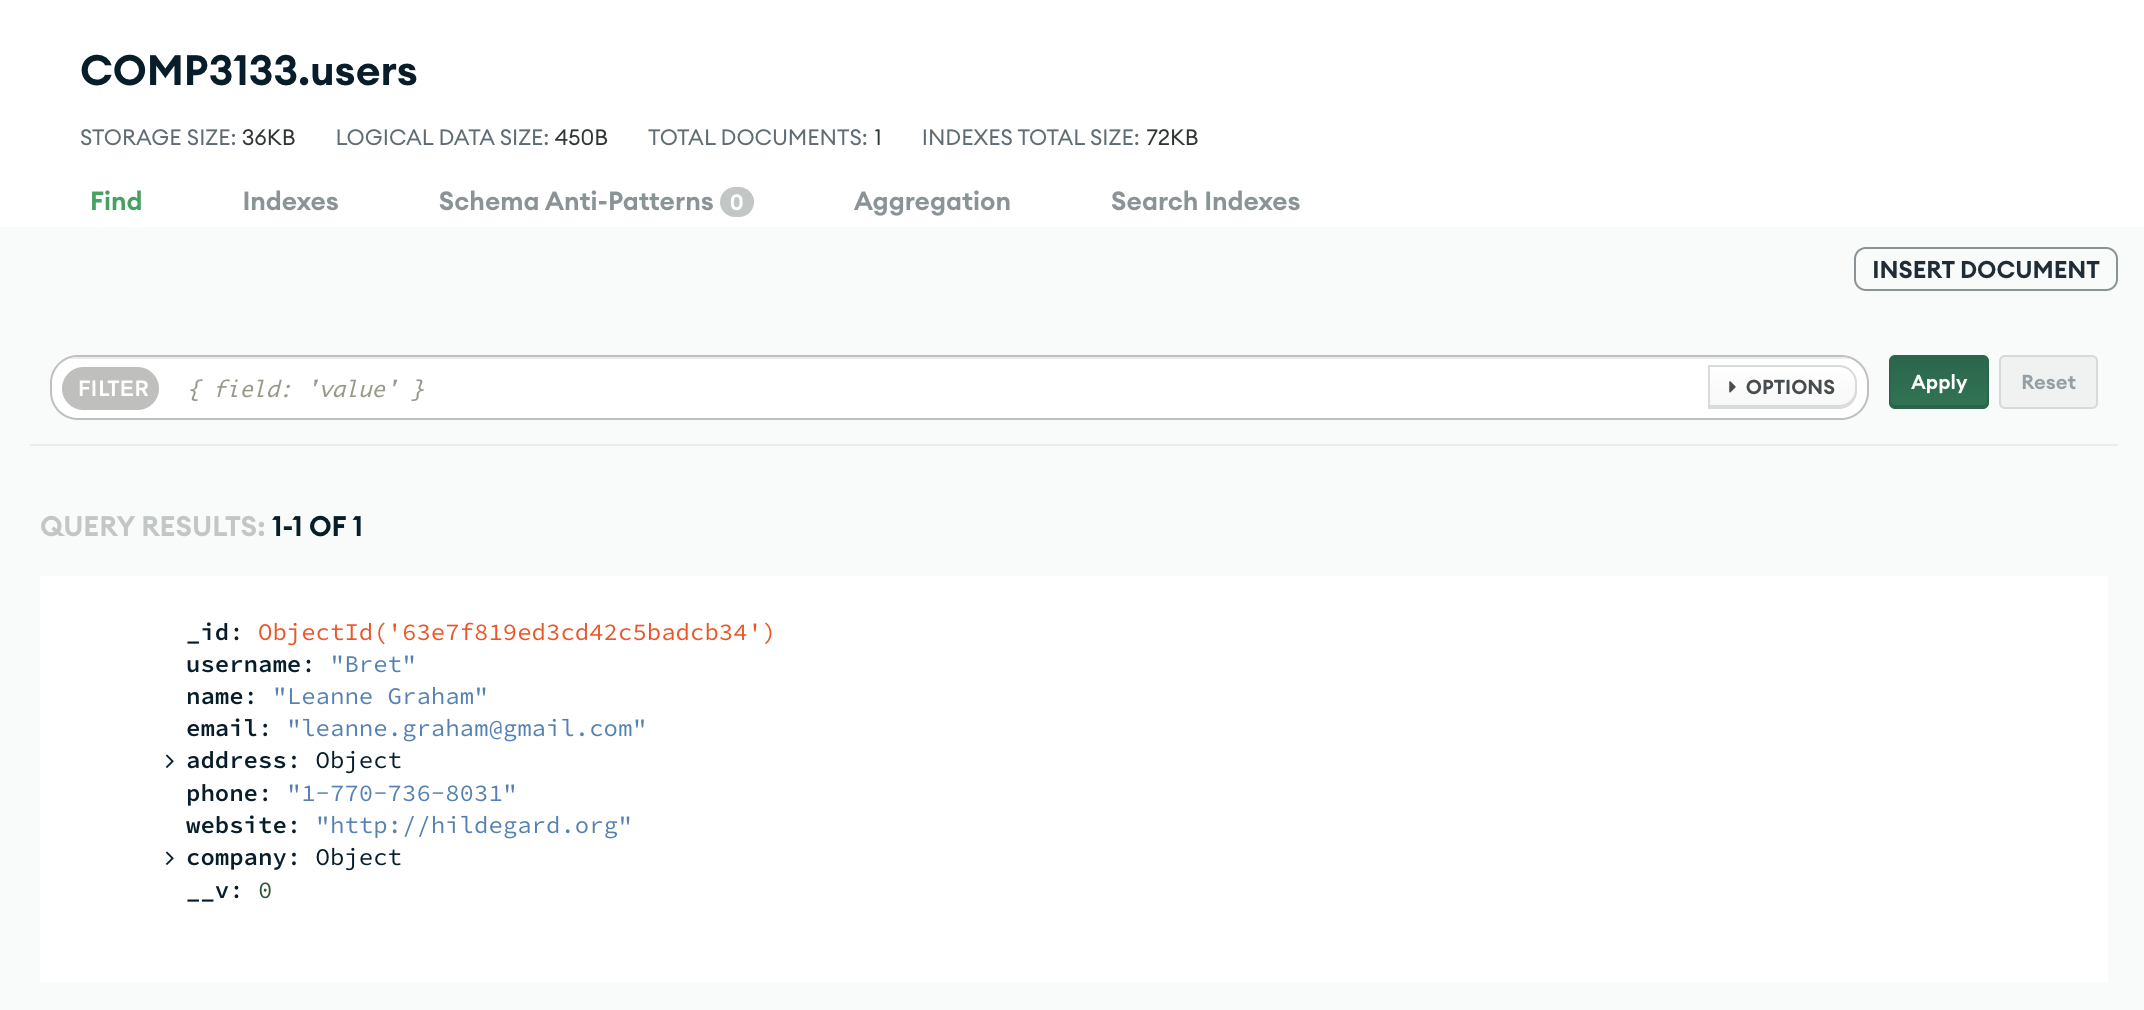 COMP3133.users
STORAGE SIZE: 36KB LOGICAL DATA SIZE: 450B TOTAL DOCUMENTS: 1 INDEXES TOTAL SIZE: 72KB
Find Indexes Schema Anti-Patterns 0 Aggregation Search Indexes
INSERT DOCUMENT
FILTER { field: 'value' } OPTIONS Apply Reset
QUERY RESULTS: 1-1 OF 1
_id: ObjectId('63e7f819ed3cd42c5badcb34')
username: "Bret"
name: "Leanne Graham"
email: "leanne.graham@gmail.com"
address: Object
phone: "1-770-736-8031"
website: "http://hildegard.org"
company: Object
__v: 0